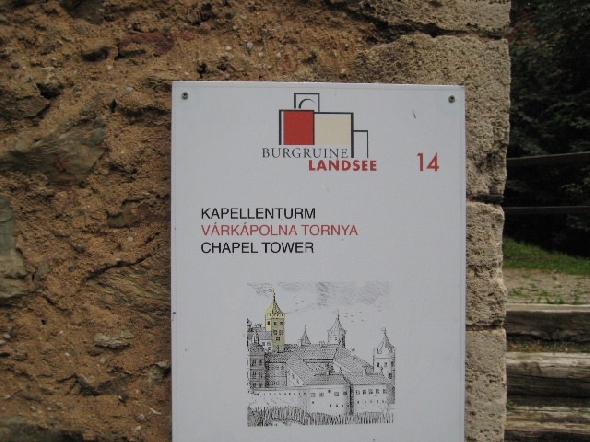 BURGRUINE
LANDSEE
14
KAPELLENTURM
VÁRKÁPOLNA TORNYA
CHAPEL TOWER